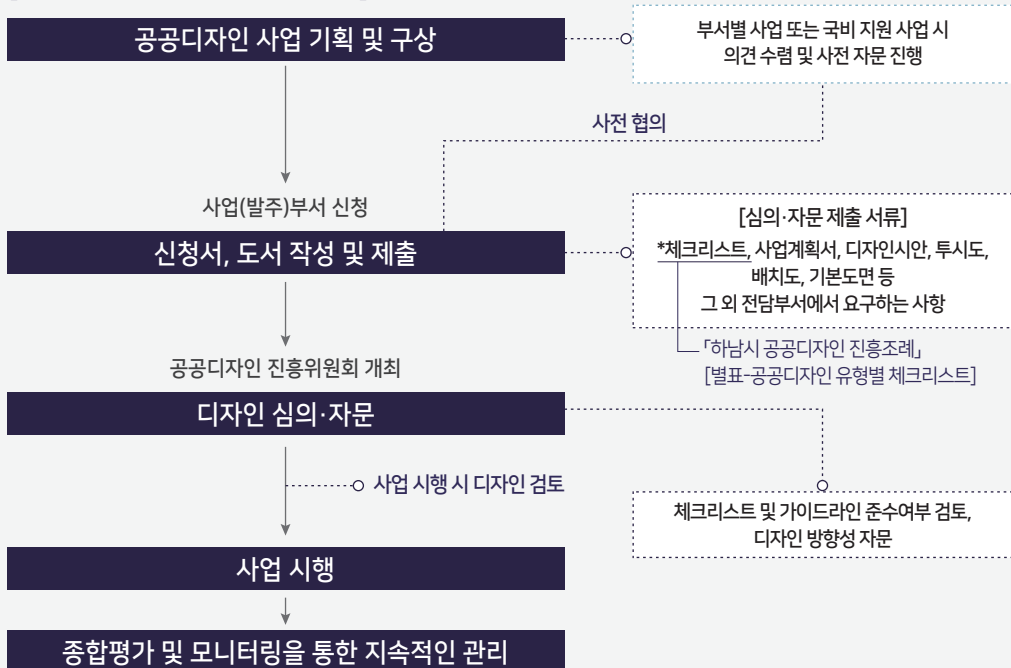 공공디자인 사업 기획 및 구상
부서별 사업 또는 국비 지원 사업 시
의견 수렴 및 사전 자문 진행
사전 협의
사업(발주)부서 신청
신청서, 도서 작성 및 제출
[심의·자문 제출 서류]
*체크리스트, 사업계획서, 디자인시안, 투시도,
배치도, 기본도면 등
그 외 전담부서에서 요구하는 사항
「하남시 공공디자인 진흥조례」
[별표-공공디자인 유형별 체크리스트]
공공디자인 진흥위원회 개최
디자인 심의·자문
사업 시행 시 디자인 검토
체크리스트 및 가이드라인 준수여부 검토,
디자인 방향성 자문
사업 시행
종합평가 및 모니터링을 통한 지속적인 관리